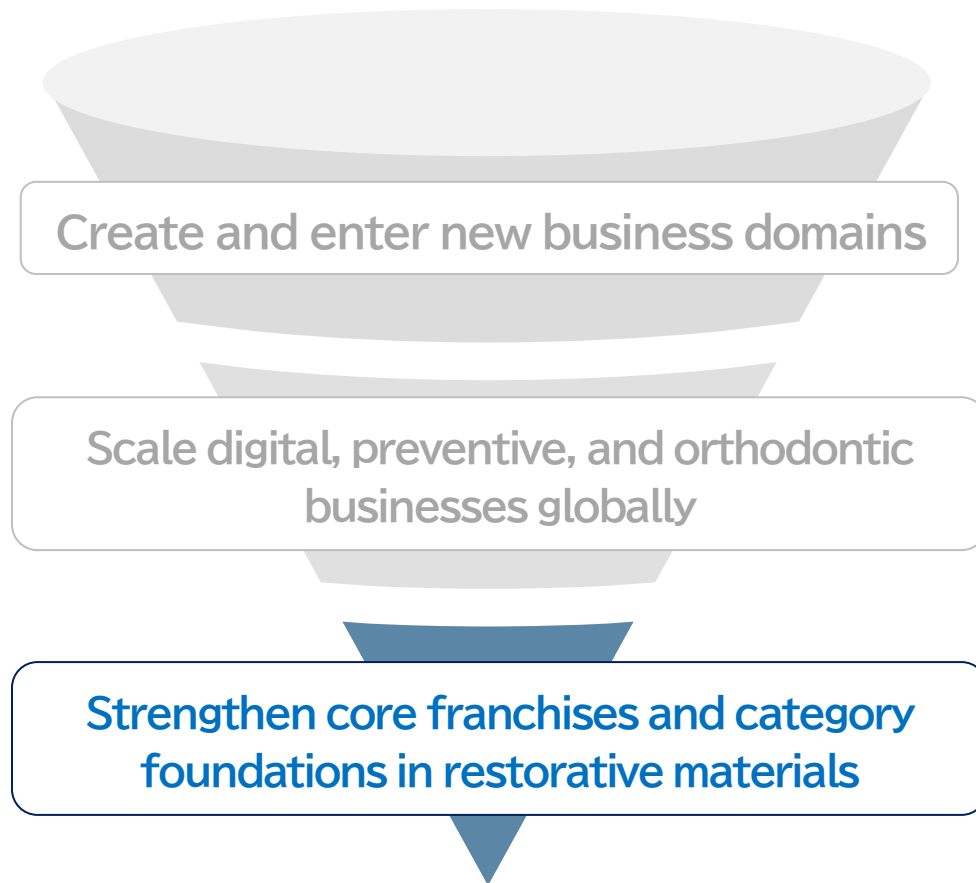 Create and enter new business domains
Scale digital, preventive, and orthodontic
businesses globally
Strengthen core franchises and category
foundations in restorative materials